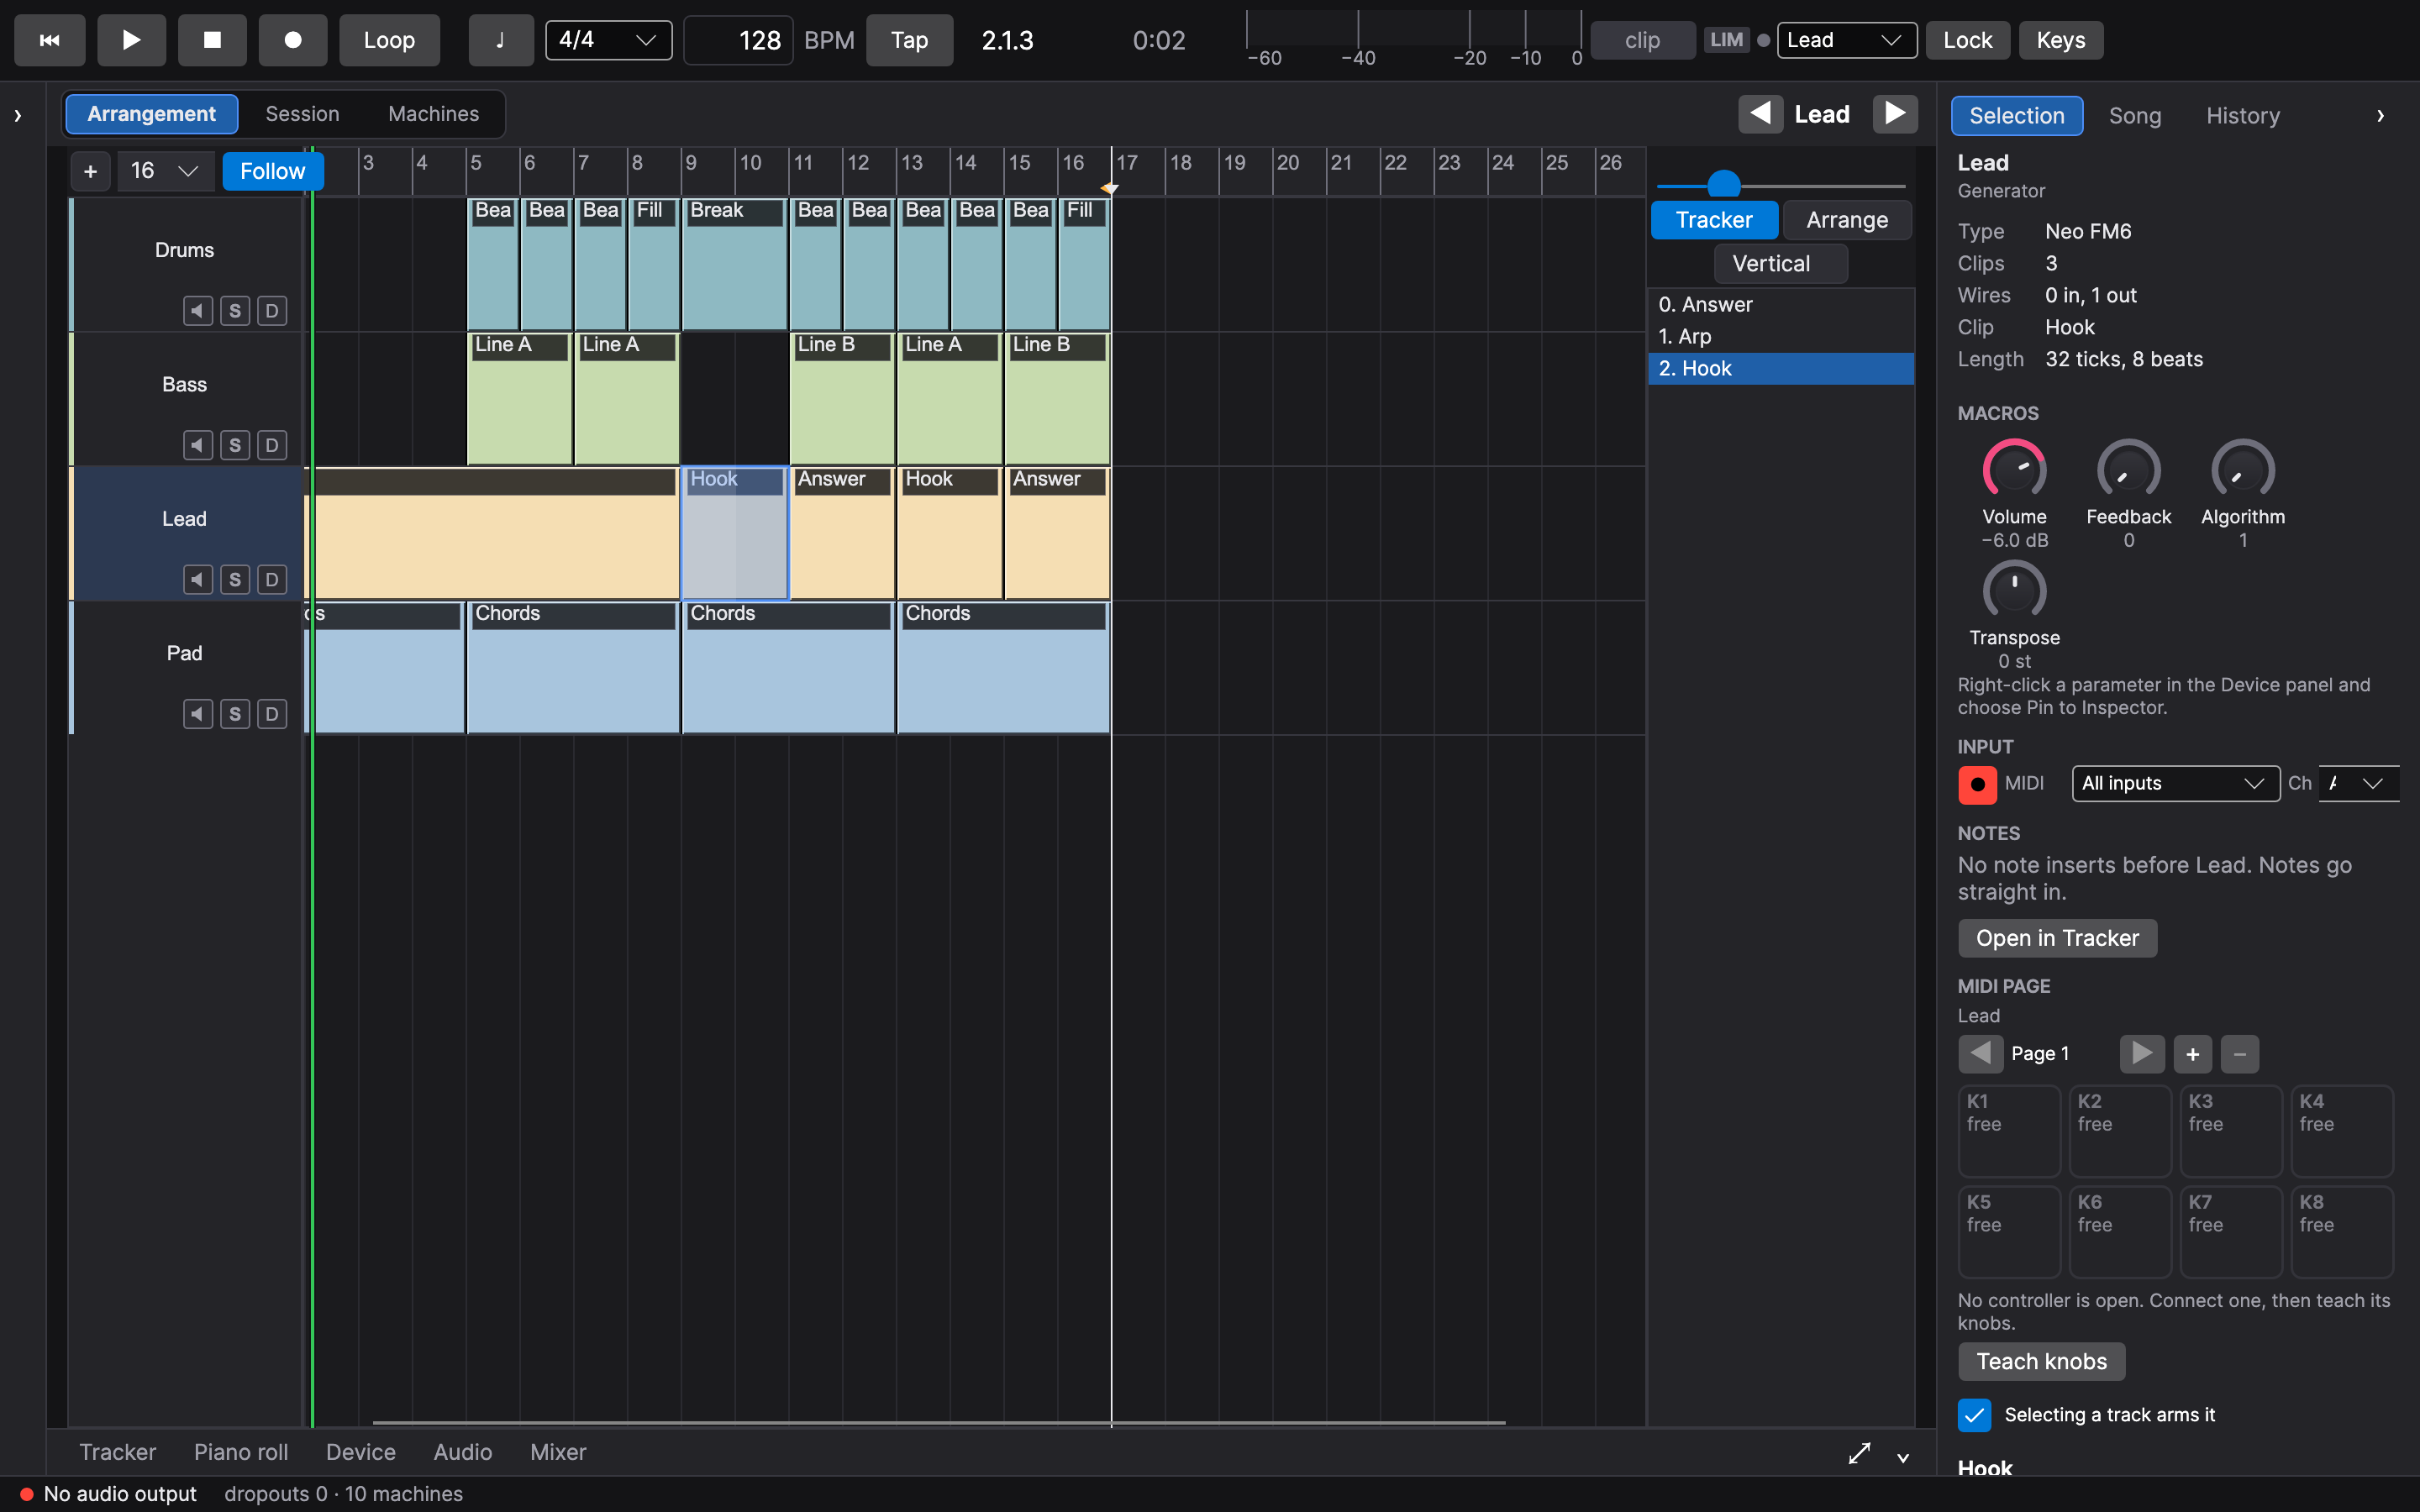 Loop 4/4 128 BPM Tap 2.1.3 0:02 −60 −40 −20 −10 0 clip LIM Lead Lock Keys
Arrangement Session Machines Lead Selection Song History
16 Follow 3 4 5 6 7 8 9 10 11 12 13 14 15 16 17 18 19 20 21 22 23 24 25 26
Drums
S D
Bea Bea Bea Fill Break Bea Bea Bea Bea Bea Fill
Bass
S D
Line A Line A Line B Line A Line B
Lead
S D
Hook Answer Hook Answer
Pad
S D
Chords Chords Chords
Tracker Arrange
Vertical
0. Answer
1. Arp
2. Hook
Lead
Generator
Type Neo FM6
Clips 3
Wires 0 in, 1 out
Clip Hook
Length 32 ticks, 8 beats
MACROS
Volume Feedback Algorithm
−6.0 dB 0 1
Transpose
0 st
Right-click a parameter in the Device panel and
choose Pin to Inspector.
INPUT
MIDI All inputs Ch
NOTES
No note inserts before Lead. Notes go
straight in.
Open in Tracker
MIDI PAGE
Lead
Page 1 + −
K1 K2 K3 K4
free free free free
K5 K6 K7 K8
free free free free
No controller is open. Connect one, then teach its
knobs.
Teach knobs
Selecting a track arms it
Hook
Tracker Piano roll Device Audio Mixer
No audio output dropouts 0 · 10 machines